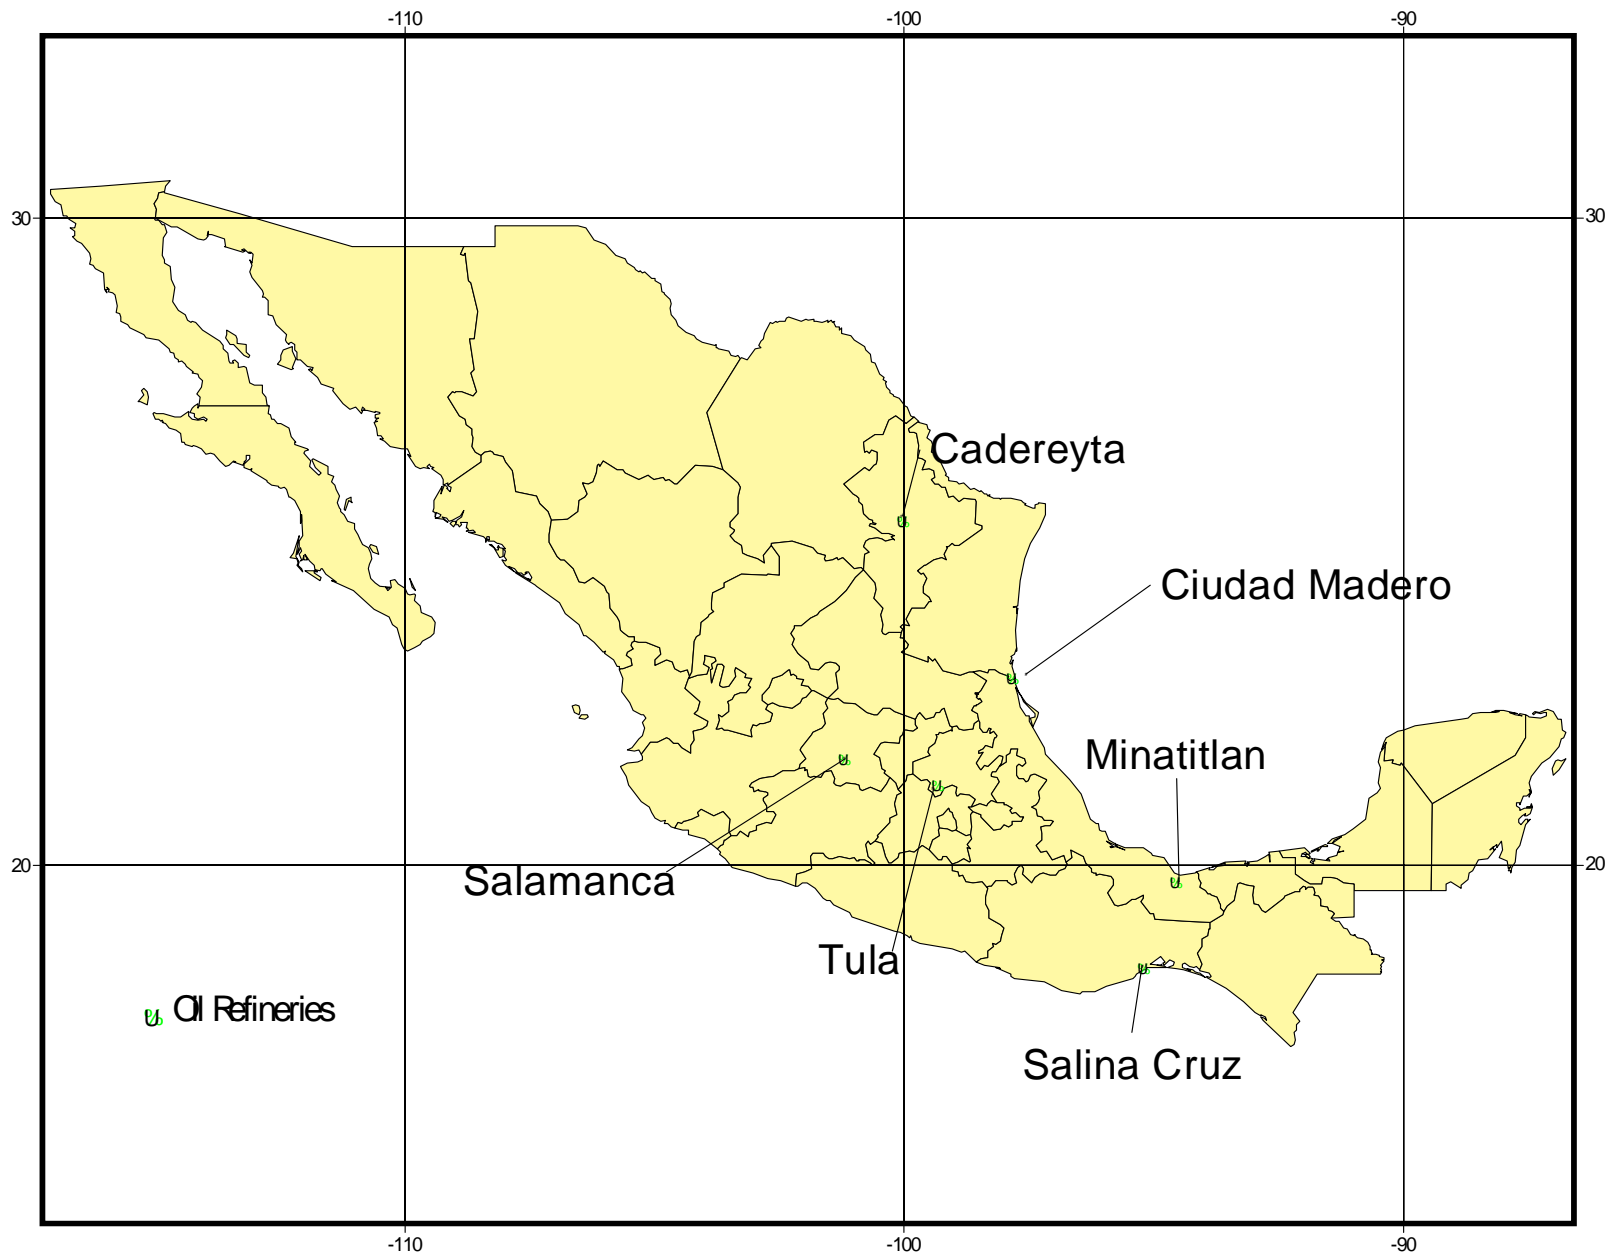 -110 -100 -90
30 30
Cadereyta
Ciudad Madero
Minatitlan
20 20
Salamanca
Tula
Oil Refineries
Salina Cruz
-110 -100 -90